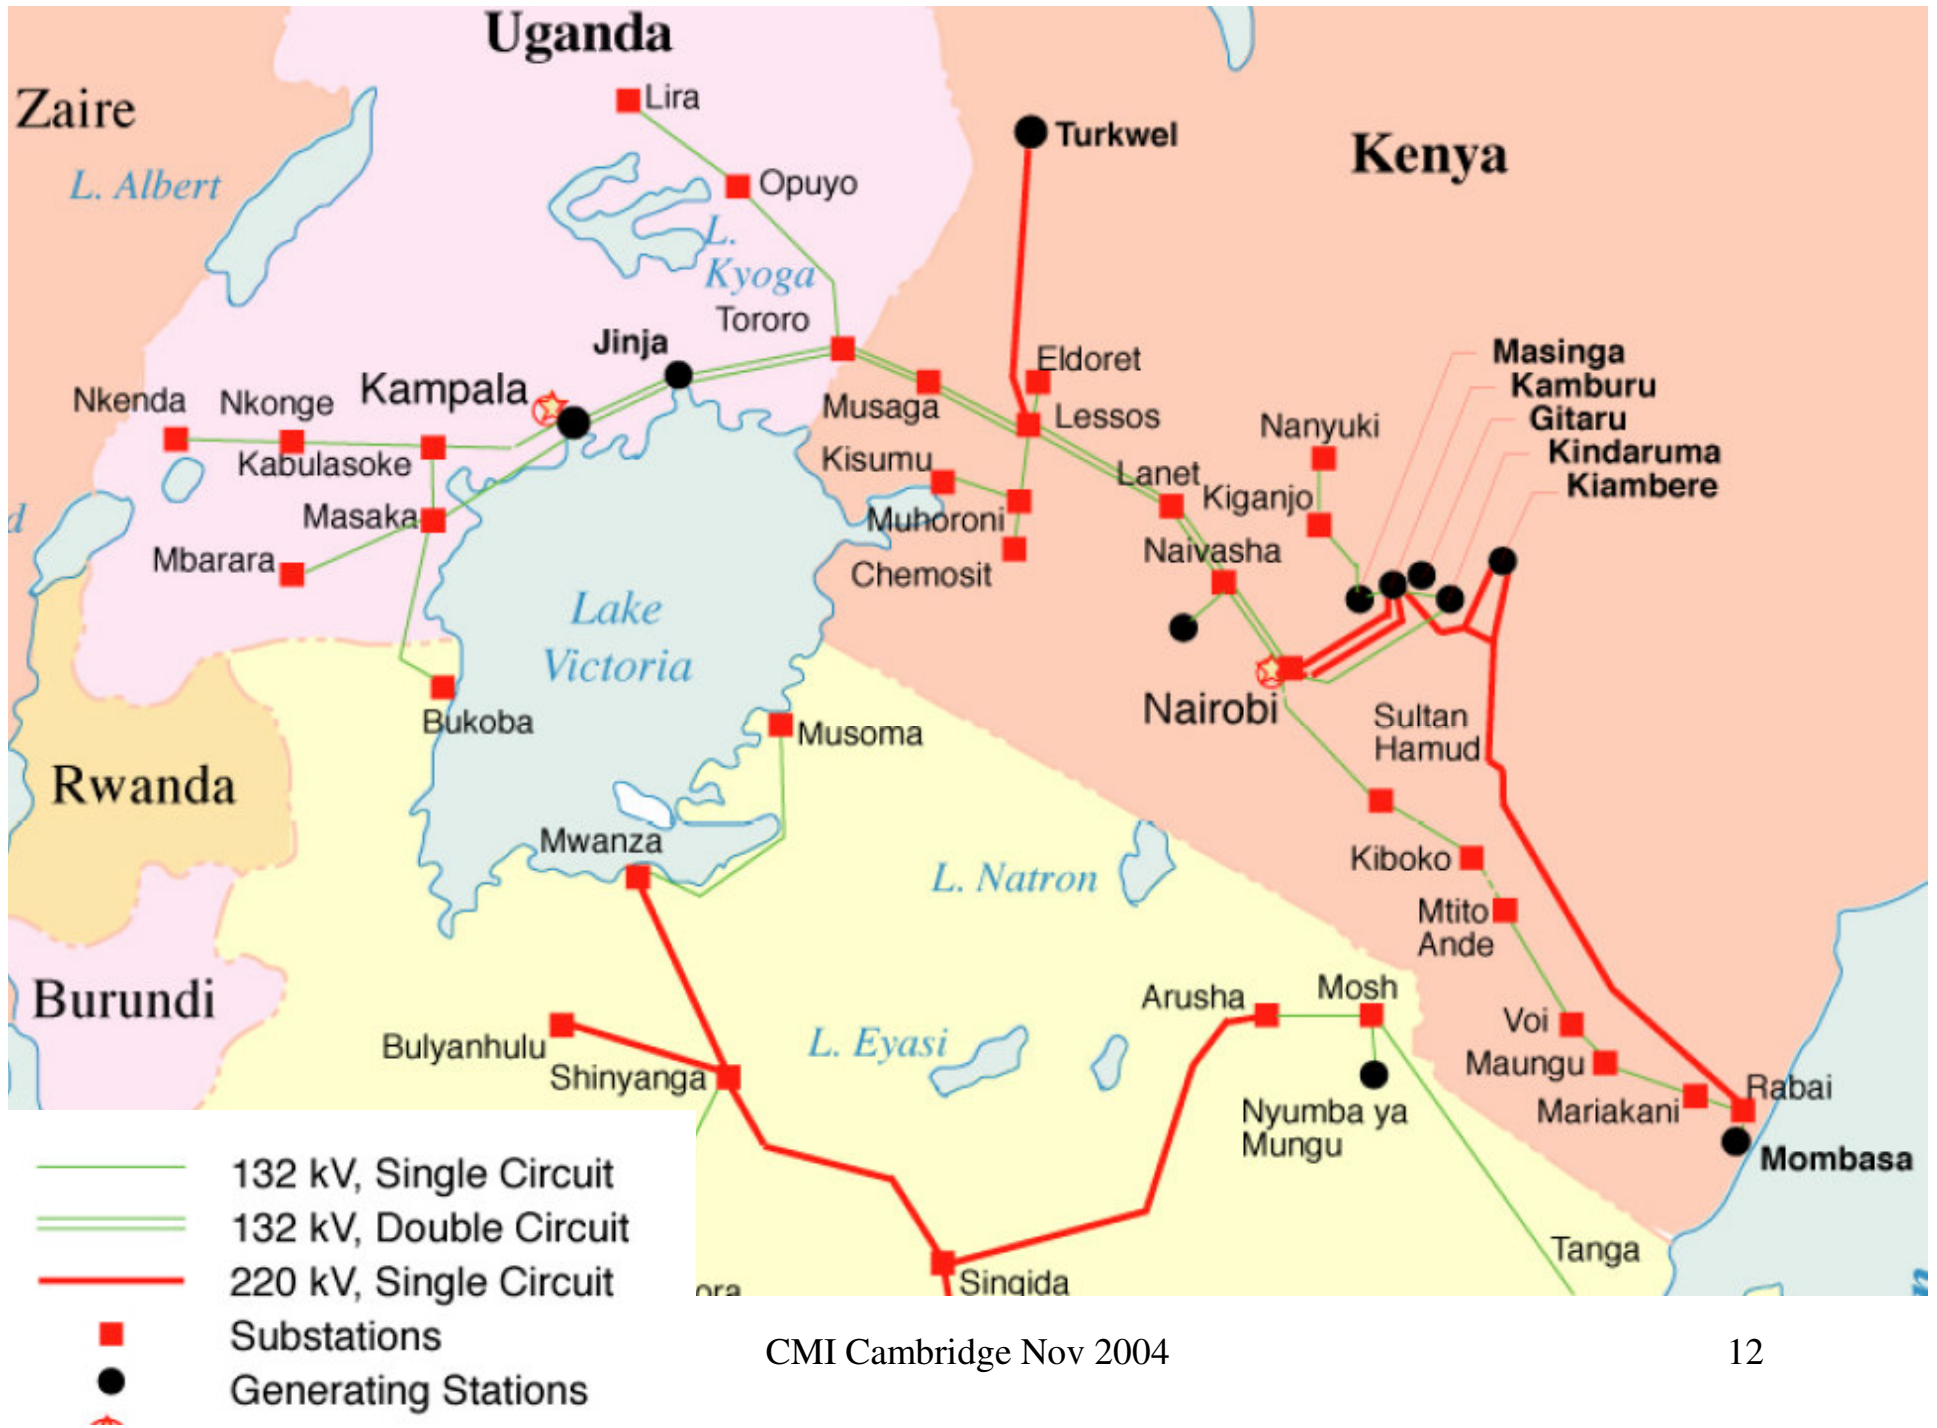 Uganda
Zaire
Lira
Turkwel
Kenya
L. Albert
Opuyo
L.
Kyoga
Tororo
Jinja
Eldoret
Masinga
Kampala
Kamburu
Nkenda
Nkonge
Musaga
Lessos
Gitaru
Nanyuki
Kabulasoke
Kisumu
Lanet
Kindaruma
Kiganjo
Kiambere
d
Masaka
Muhoroni
Mbarara
Naivasha
Chemosit
Lake
Victoria
Nairobi
Sultan
Hamud
Bukoba
Musoma
Rwanda
Mwanza
L. Natron
Kiboko
Mtito
Ande
Burundi
Arusha
Mosh
Voi
Bulyanhulu
L. Eyasi
Maungu
Shinyanga
Rabai
Nyumba ya
Mungu
Mariakani
Mombasa
132 kV, Single Circuit
132 kV, Double Circuit
Tanga
220 kV, Single Circuit
ora
Singida
n
Substations
CMI Cambridge Nov 2004
12
Generating Stations